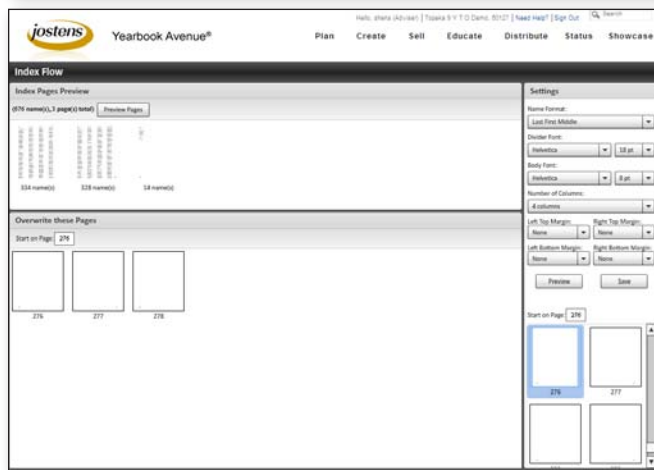 Hello, sheila (Adviser) | Topeka 9 Y T O Demo, 50127 | Need Help? | Sign Out Search
jostens Yearbook Avenue®
Plan Create Sell Educate Distribute Status Showcase
Index Flow
Index Pages Preview
(676 name(s), 3 page(s) total) Preview Pages
334 name(s) 328 name(s) 14 name(s)
Overwrite these Pages
Start on Page: 276
276 277 278
Settings
Name Format:
Last First Middle
Divider Font:
Helvetica 18 pt
Body Font:
Helvetica 8 pt
Number of Columns:
4 columns
Left Top Margin: Right Top Margin:
None None
Left Bottom Margin: Right Bottom Margin:
None None
Preview Save
Start on Page: 276
276 277